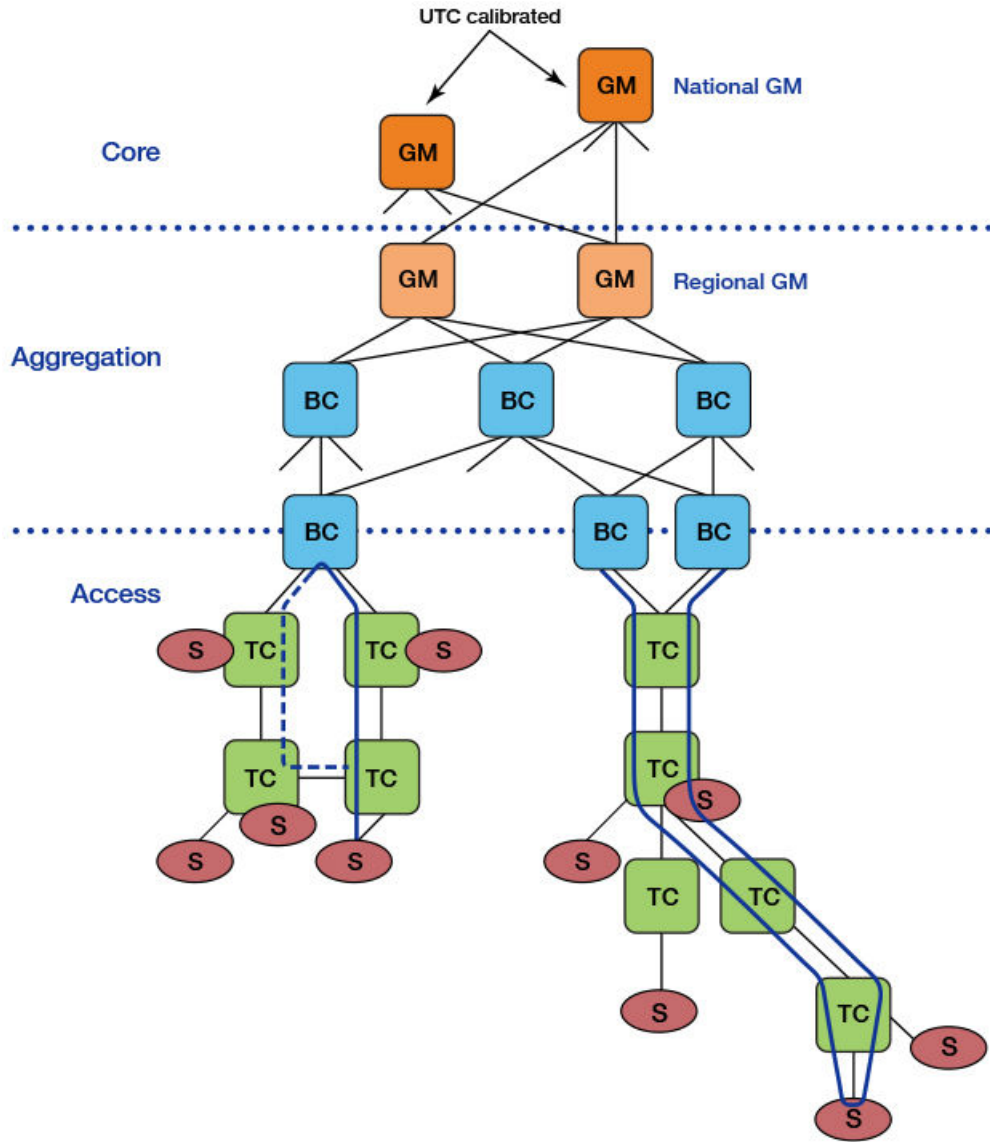 UTC calibrated
GM
National GM
Core
GM
GM
GM
Regional GM
Aggregation
BC
BC
BC
BC
BC
BC
Access
S
TC
TC
S
TC
TC
TC
TC
S
S
S
S
S
TC
TC
S
TC
S
S